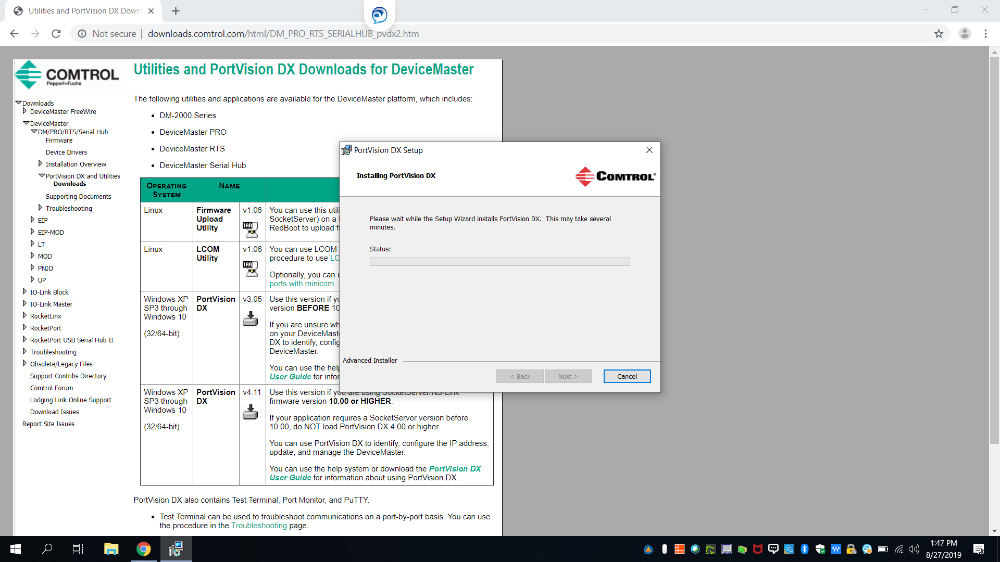 Utilities and PortVision DX Down
Not secure | downloads.comtrol.com/html/DM_PRO_RTS_SERIALHUB_pvdx2.htm
COMTROL
Pepperl+Fuchs
Downloads
DeviceMaster FreeWire
DeviceMaster
DM/PRO/RTS/Serial Hub
Firmware
Device Drivers
Installation Overview
PortVision DX and Utilities
Downloads
Supporting Documents
Troubleshooting
EIP
EIP-MOD
LT
MOD
PNIO
UP
IO-Link Block
IO-Link Master
RocketLinx
RocketPort
RocketPort USB Serial Hub II
Troubleshooting
Obsolete/Legacy Files
Support Contribs Directory
Comtrol Forum
Lodging Link Online Support
Download Issues
Report Site Issues
Utilities and PortVision DX Downloads for DeviceMaster
The following utilities and applications are available for the DeviceMaster platform, which includes:
• DM-2000 Series
• DeviceMaster PRO
• DeviceMaster RTS
• DeviceMaster Serial Hub
OPERATING
SYSTEM
NAME
Linux
Firmware
Upload
Utility
v1.06
TAR
You can use this util
SocketServer) on a
RedBoot to upload fi
Linux
LCOM
Utility
v1.06
TAR
You can use LCOM
procedure to use LC
Optionally, you can u
ports with minicom.
Windows XP
SP3 through
Windows 10
(32/64-bit)
PortVision
DX
v3.05
Use this version if yo
version BEFORE 10
If you are unsure wh
on your DeviceMast
DX to identify, config
DeviceMaster.
You can use the help
User Guide for infor
Windows XP
SP3 through
Windows 10
(32/64-bit)
PortVision
DX
v4.11
Use this version if you are using SocketServer/NS-Link
firmware version 10.00 or HIGHER.
If your application requires a SocketServer version before
10.00, do NOT load PortVision DX 4.00 or higher.
You can use PortVision DX to identify, configure the IP address,
update, and manage the DeviceMaster.
You can use the help system or download the PortVision DX
User Guide for information about using PortVision DX.
PortVision DX also contains Test Terminal, Port Monitor, and PuTTY.
• Test Terminal can be used to troubleshoot communications on a port-by-port basis. You can use
the procedure in the Troubleshooting page.
PortVision DX Setup
Installing PortVision DX
COMTROL®
Please wait while the Setup Wizard installs PortVision DX. This may take several
minutes.
Status:
Advanced Installer
< Back
Next >
Cancel
1:47 PM
8/27/2019